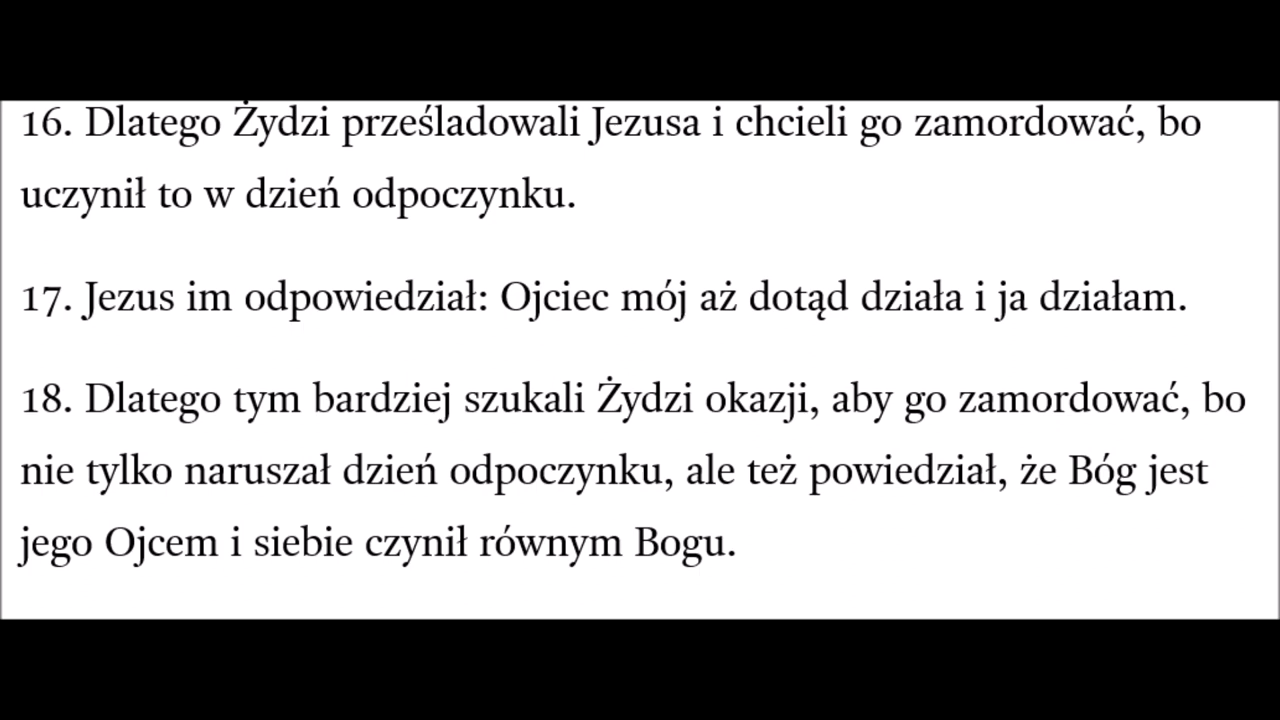 16. Dlatego Żydzi prześladowali Jezusa i chcieli go zamordować, bo
uczynił to w dzień odpoczynku.
17. Jezus im odpowiedział: Ojciec mój aż dotąd działa i ja działam.
18. Dlatego tym bardziej szukali Żydzi okazji, aby go zamordować, bo
nie tylko naruszał dzień odpoczynku, ale też powiedział, że Bóg jest
jego Ojcem i siebie czynił równym Bogu.